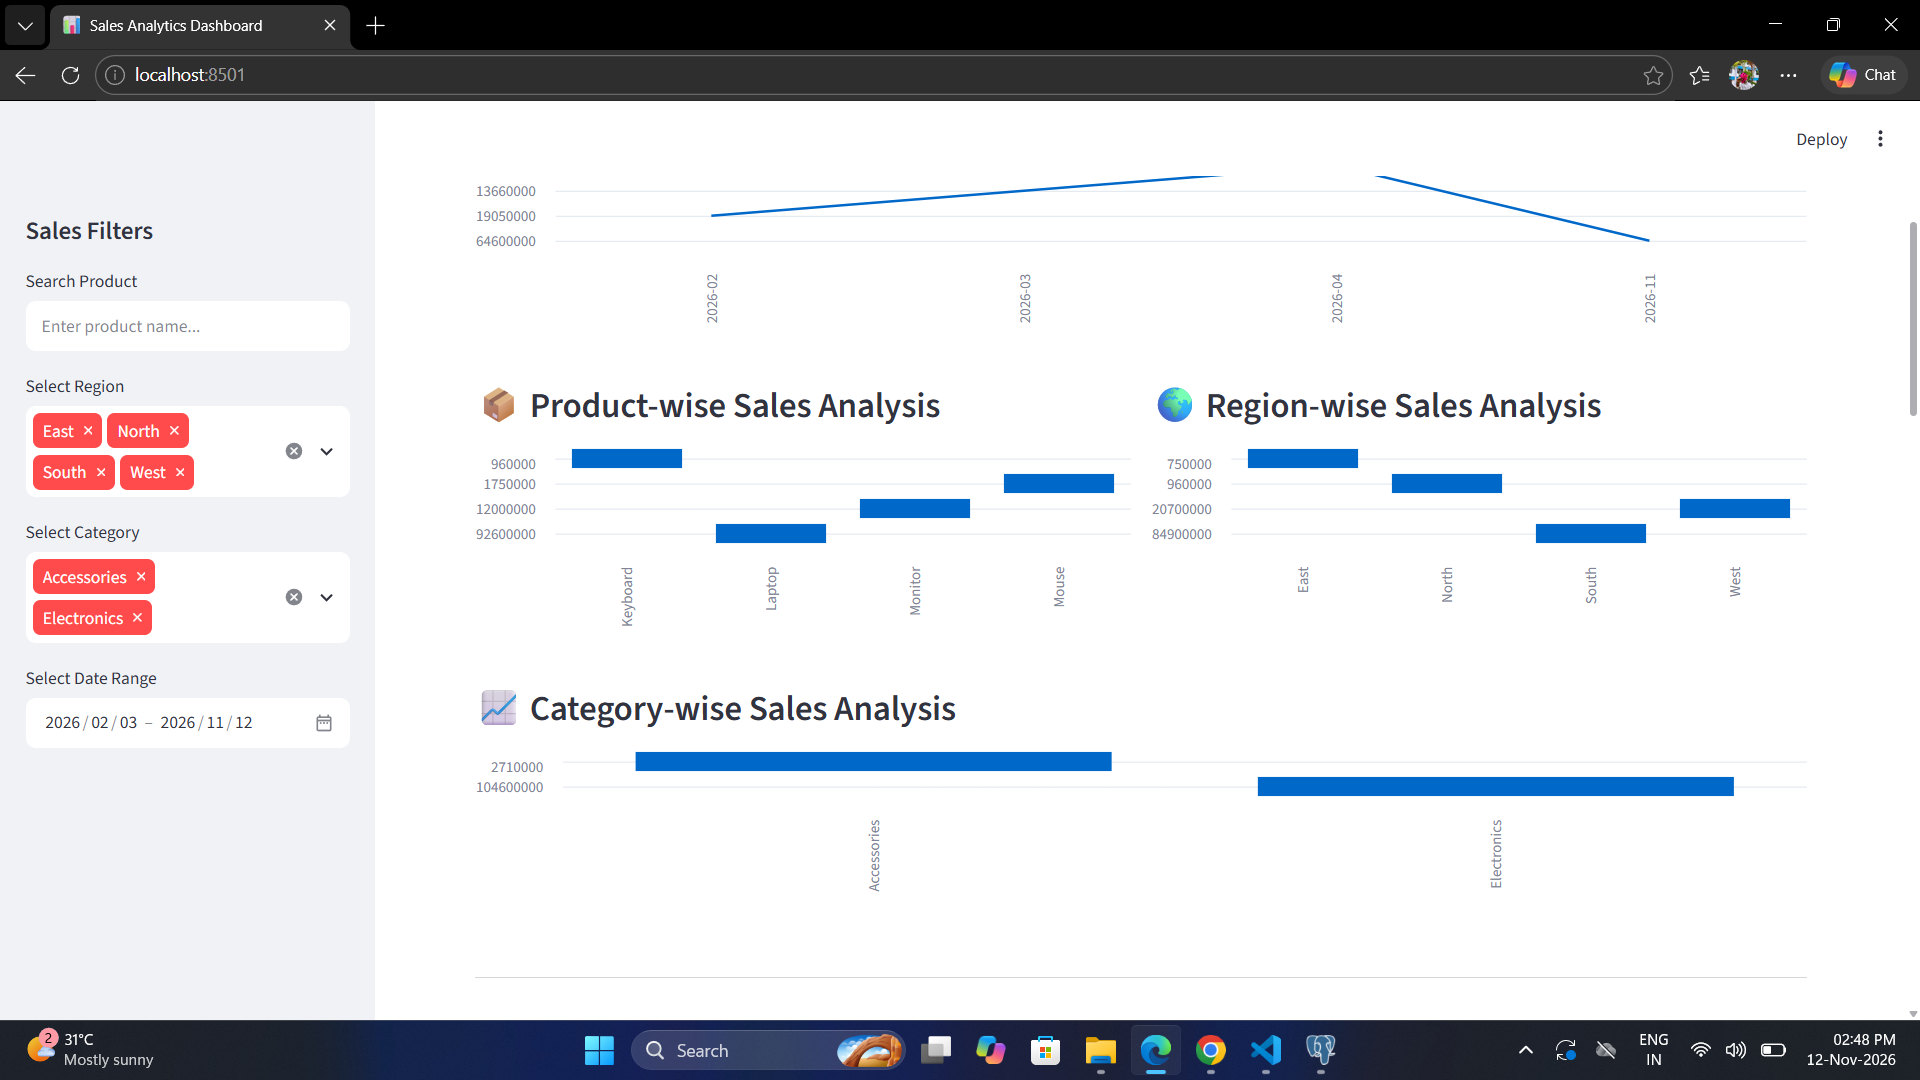 Sales Analytics Dashboard
localhost:8501
Chat
Deploy
Sales Filters
Search Product
Enter product name...
Select Region
East
North
South
West
Select Category
Accessories
Electronics
Select Date Range
2026/02/03 – 2026/11/12
13660000
19050000
64600000
2026-02
2026-03
2026-04
2026-11
Product-wise Sales Analysis
960000
1750000
12000000
92600000
Keyboard
Laptop
Monitor
Mouse
Region-wise Sales Analysis
750000
960000
20700000
84900000
East
North
South
West
Category-wise Sales Analysis
2710000
104600000
Accessories
Electronics
2
31°C
Mostly sunny
Search
ENG
IN
02:48 PM
12-Nov-2026